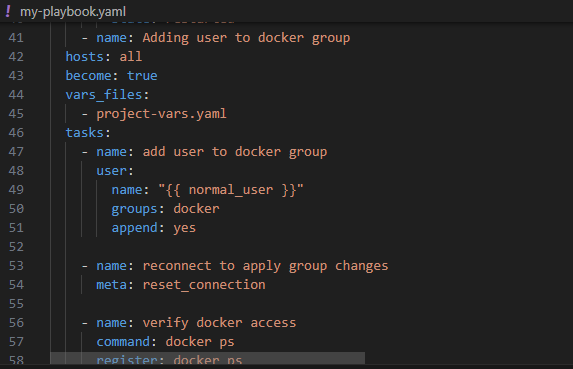 ! my-playbook.yaml
41 - name: Adding user to docker group
42 hosts: all
43 become: true
44 vars_files:
45 - project-vars.yaml
46 tasks:
47 - name: add user to docker group
48 user:
49 name: "{{ normal_user }}"
50 groups: docker
51 append: yes
52
53 - name: reconnect to apply group changes
54 meta: reset_connection
55
56 - name: verify docker access
57 command: docker ps
58 register: docker_ps